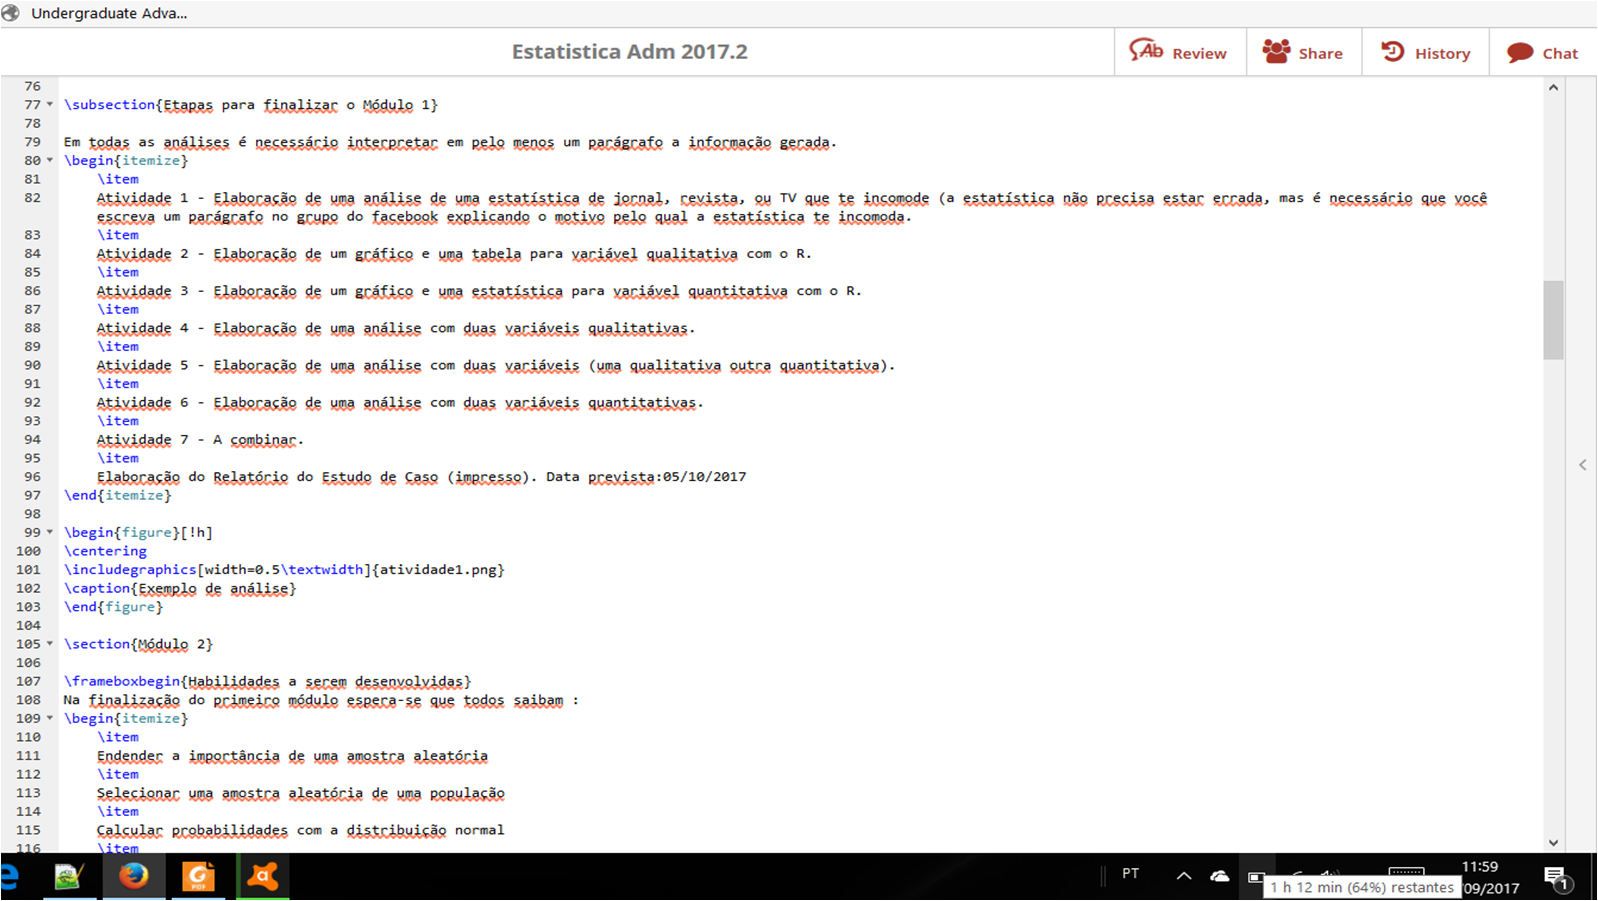 Undergraduate Adva...
Estatistica Adm 2017.2
Review
Share
History
Chat
76
77 \subsection{Etapas para finalizar o Módulo 1}
78
79 Em todas as análises é necessário interpretar em pelo menos um parágrafo a informação gerada.
80 \begin{itemize}
81 \item
82 Atividade 1 - Elaboração de uma análise de uma estatística de jornal, revista, ou TV que te incomode (a estatística não precisa estar errada, mas é necessário que você
escreva um parágrafo no grupo do facebook explicando o motivo pelo qual a estatística te incomoda.
83 \item
84 Atividade 2 - Elaboração de um gráfico e uma tabela para variável qualitativa com o R.
85 \item
86 Atividade 3 - Elaboração de um gráfico e uma estatística para variável quantitativa com o R.
87 \item
88 Atividade 4 - Elaboração de uma análise com duas variáveis qualitativas.
89 \item
90 Atividade 5 - Elaboração de uma análise com duas variáveis (uma qualitativa outra quantitativa).
91 \item
92 Atividade 6 - Elaboração de uma análise com duas variáveis quantitativas.
93 \item
94 Atividade 7 - A combinar.
95 \item
96 Elaboração do Relatório do Estudo de Caso (impresso). Data prevista:05/10/2017
97 \end{itemize}
98
99 \begin{figure}[!h]
100 \centering
101 \includegraphics[width=0.5\textwidth]{atividade1.png}
102 \caption{Exemplo de análise}
103 \end{figure}
104
105 \section{Módulo 2}
106
107 \frameboxbegin{Habilidades a serem desenvolvidas}
108 Na finalização do primeiro módulo espera-se que todos saibam :
109 \begin{itemize}
110 \item
111 Endender a importância de uma amostra aleatória
112 \item
113 Selecionar uma amostra aleatória de uma população
114 \item
115 Calcular probabilidades com a distribuição normal
116 \item
PT
11:59
/09/2017
1 h 12 min (64%) restantes
1